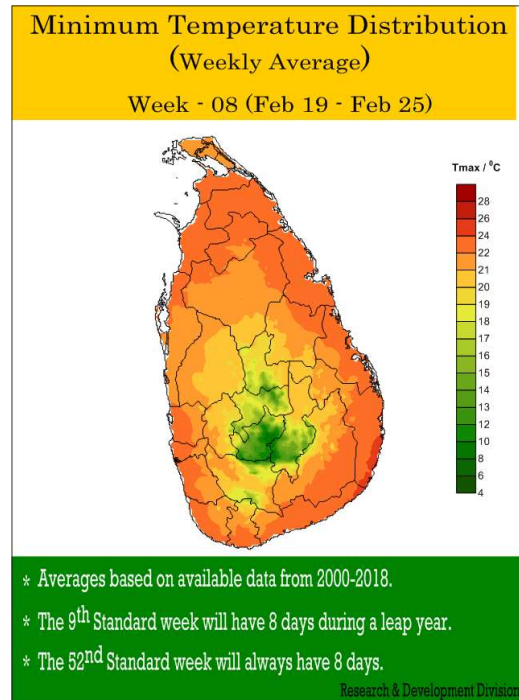 Minimum Temperature Distribution
(Weekly Average)
Week - 08 (Feb 19 - Feb 25)
Tmax / ⁰C
28
26
24
22
21
20
19
18
17
16
15
14
13
12
10
8
6
4
* Averages based on available data from 2000-2018.
* The 9th Standard week will have 8 days during a leap year.
* The 52nd Standard week will always have 8 days.
Research & Development Division